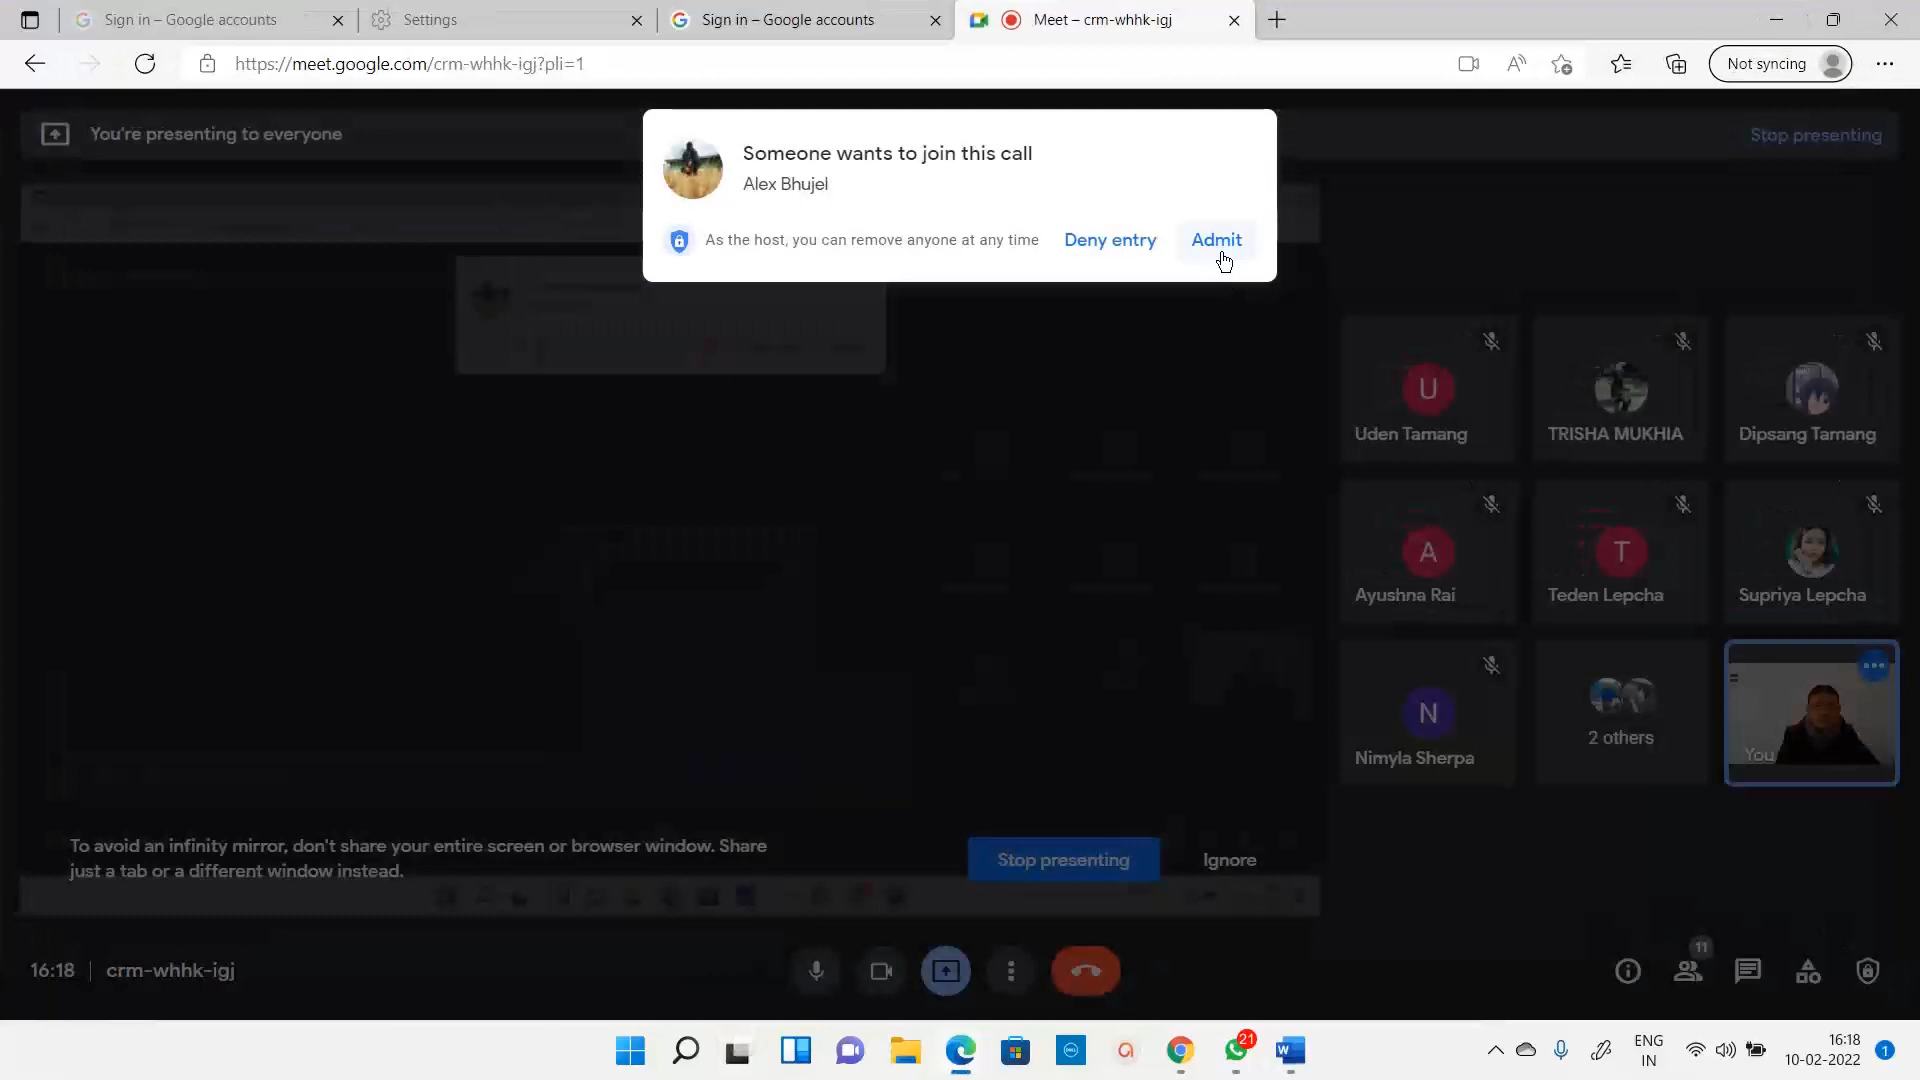 Sign in – Google accounts
Settings
Sign in – Google accounts
Meet – crm-whhk-igj
https://meet.google.com/crm-whhk-igj?pli=1
Not syncing
You're presenting to everyone
Stop presenting
Someone wants to join this call
Alex Bhujel
As the host, you can remove anyone at any time
Deny entry
Admit
U
Uden Tamang
TRISHA MUKHIA
Dipsang Tamang
A
Ayushna Rai
T
Teden Lepcha
Supriya Lepcha
N
Nimyla Sherpa
2 others
You
To avoid an infinity mirror, don't share your entire screen or browser window. Share
just a tab or a different window instead.
Stop presenting
Ignore
16:18
crm-whhk-igj
11
21
ENG
IN
16:18
10-02-2022
1